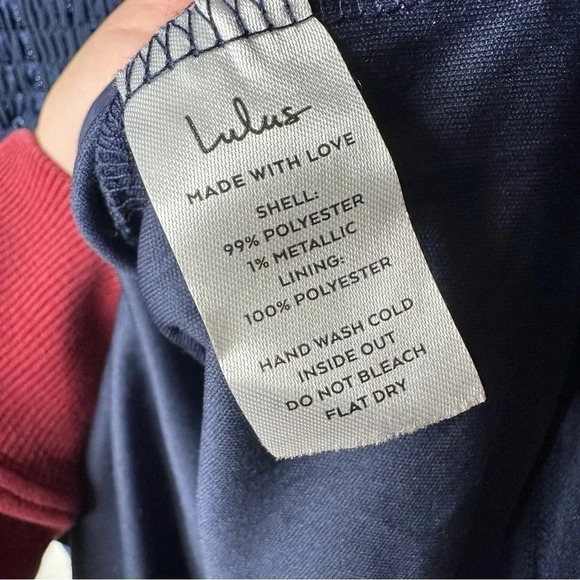 Lulus
MADE WITH LOVE
SHELL:
99% POLYESTER
1% METALLIC
LINING:
100% POLYESTER
HAND WASH COLD
INSIDE OUT
DO NOT BLEACH
FLAT DRY